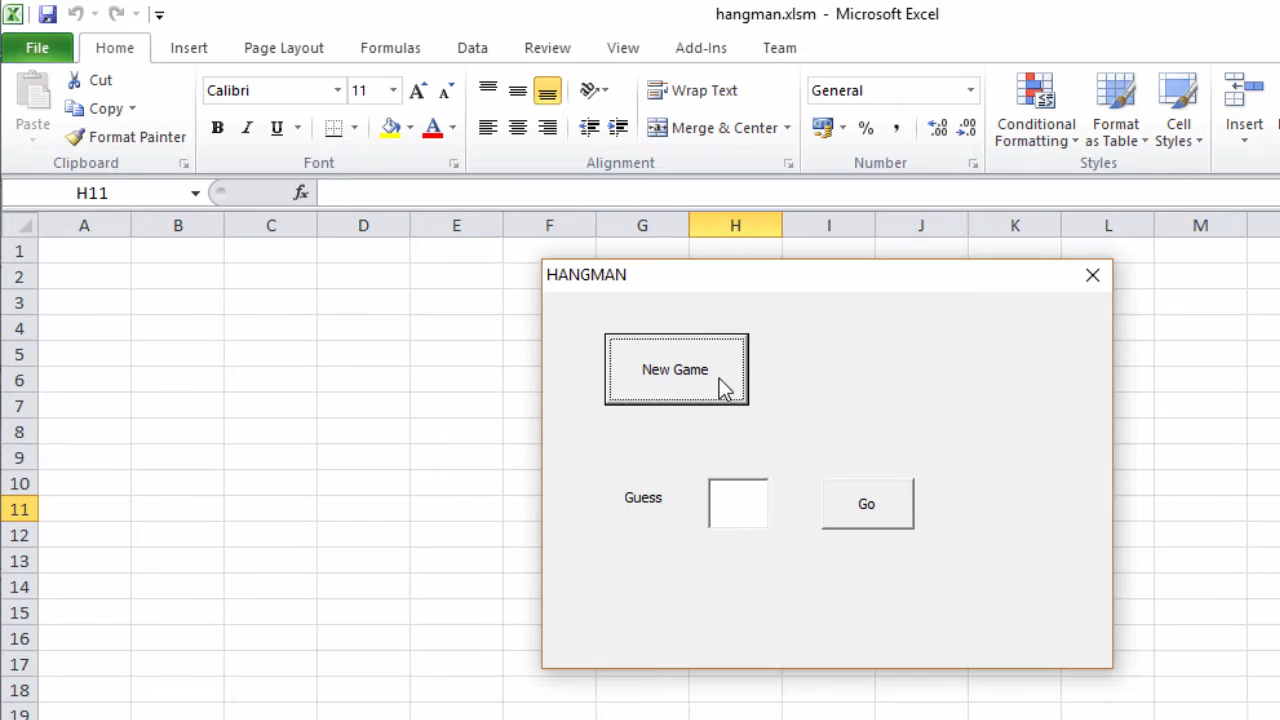 hangman.xlsm - Microsoft Excel
File Home Insert Page Layout Formulas Data Review View Add-Ins Team
Paste
Cut
Copy
Format Painter
Clipboard
Calibri 11
B I U
Font
Wrap Text
Merge & Center
Alignment
General
%
Number
Conditional Formatting
Format as Table
Cell Styles
Styles
Insert
H11 fx
A B C D E F G H I J K L M
1
2
3
4
5
6
7
8
9
10
11
12
13
14
15
16
17
18
19
HANGMAN
New Game
Guess
Go